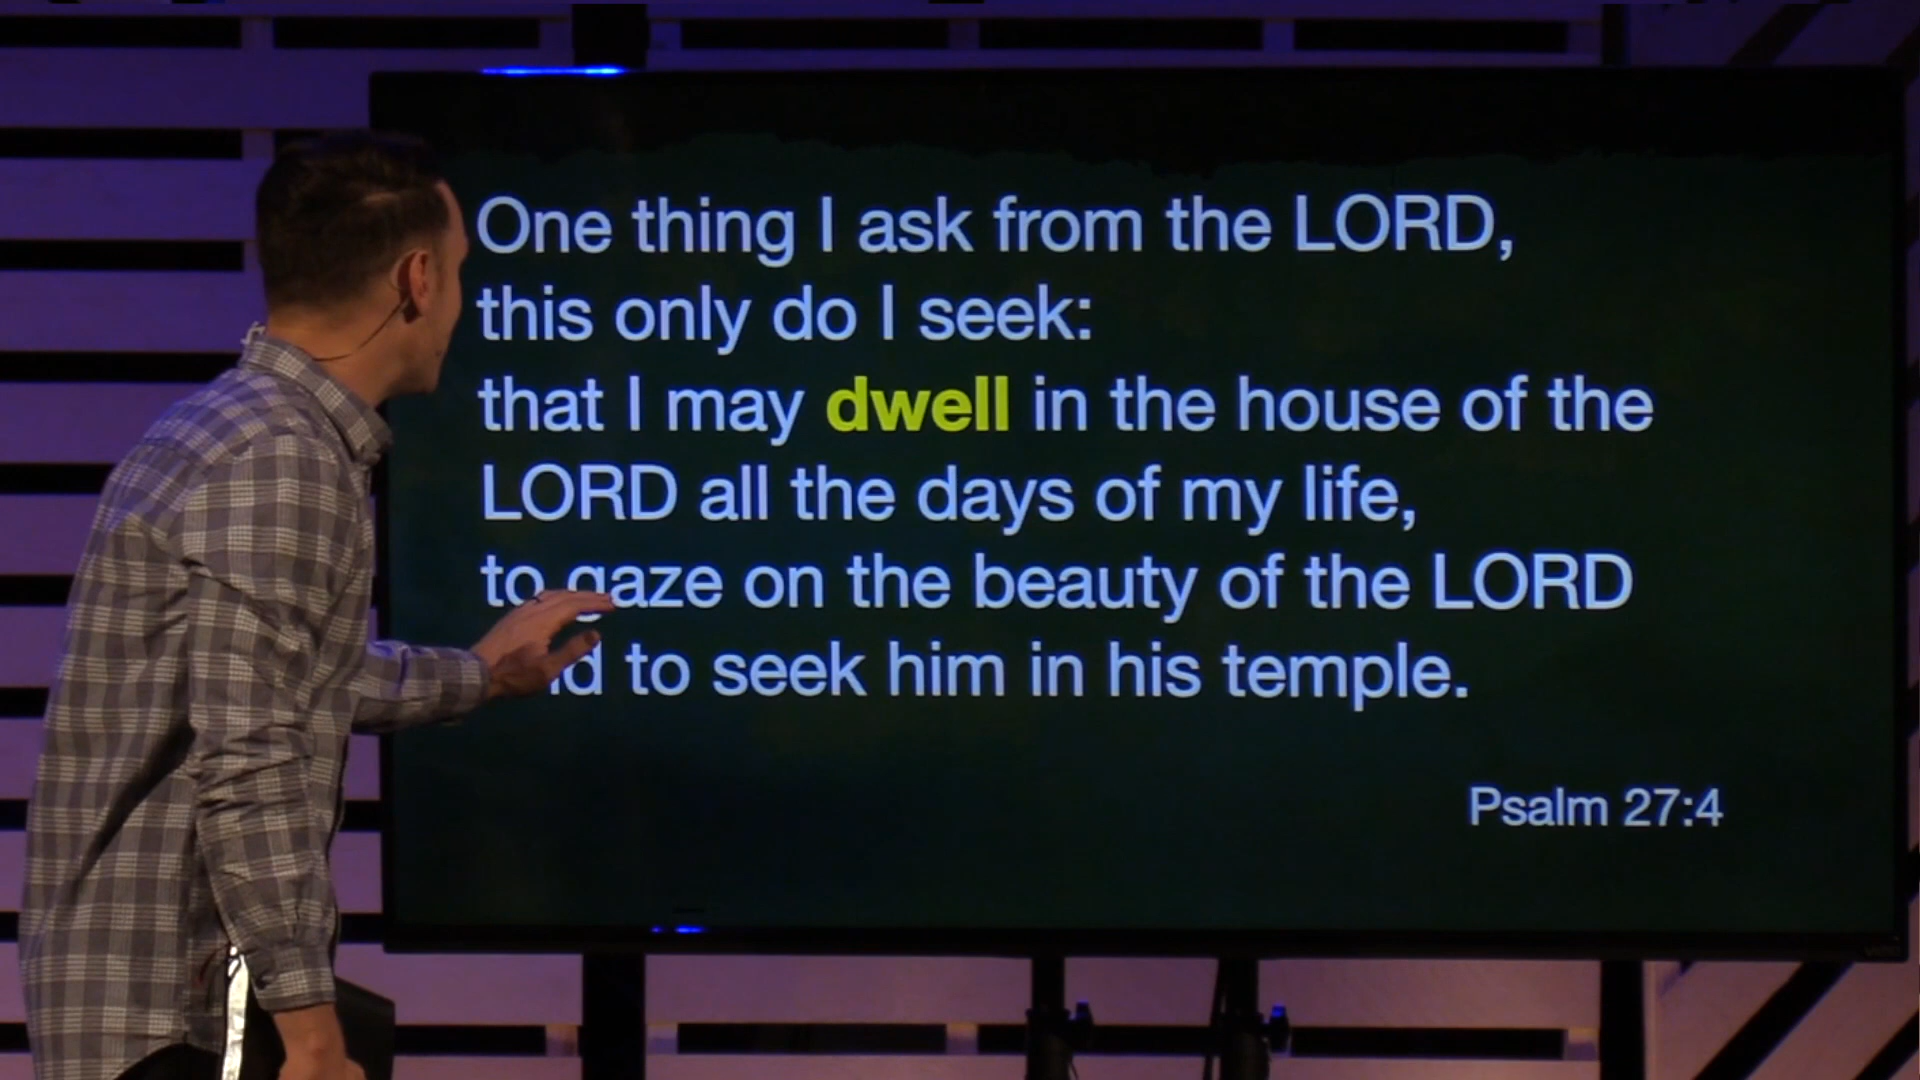 One thing I ask from the LORD,
this only do I seek:
that I may dwell in the house of the
LORD all the days of my life,
to gaze on the beauty of the LORD
nd to seek him in his temple.
Psalm 27:4